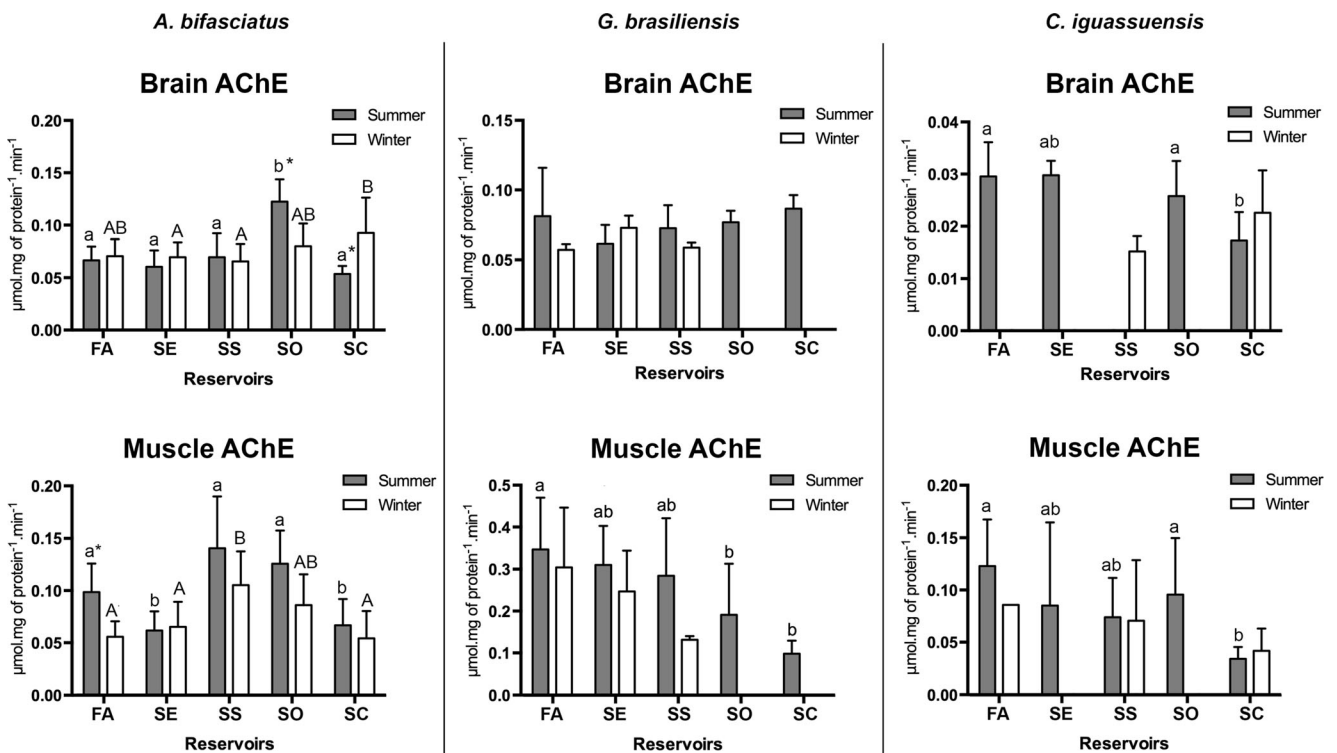 A. bifasciatus
G. brasiliensis
C. iguassuensis
Brain AChE
Summer
Winter
µmol.mg of protein⁻¹.min⁻¹
0.20
0.15
0.10
0.05
0.00
a AB a A a A b* AB a* B
FA SE SS SO SC
Reservoirs
Brain AChE
Summer
Winter
µmol.mg of protein⁻¹.min⁻¹
0.15
0.10
0.05
0.00
FA SE SS SO SC
Reservoirs
Brain AChE
Summer
Winter
µmol.mg of protein⁻¹.min⁻¹
0.04
0.03
0.02
0.01
0.00
a ab a b
FA SE SS SO SC
Reservoirs
Muscle AChE
Summer
Winter
µmol.mg of protein⁻¹.min⁻¹
0.20
0.15
0.10
0.05
0.00
a* A b A a B a AB b A
FA SE SS SO SC
Reservoirs
Muscle AChE
Summer
Winter
µmol.mg of protein⁻¹.min⁻¹
0.5
0.4
0.3
0.2
0.1
0.0
a ab ab b b
FA SE SS SO SC
Reservoirs
Muscle AChE
Summer
Winter
µmol.mg of protein⁻¹.min⁻¹
0.20
0.15
0.10
0.05
0.00
a ab ab a b
FA SE SS SO SC
Reservoirs